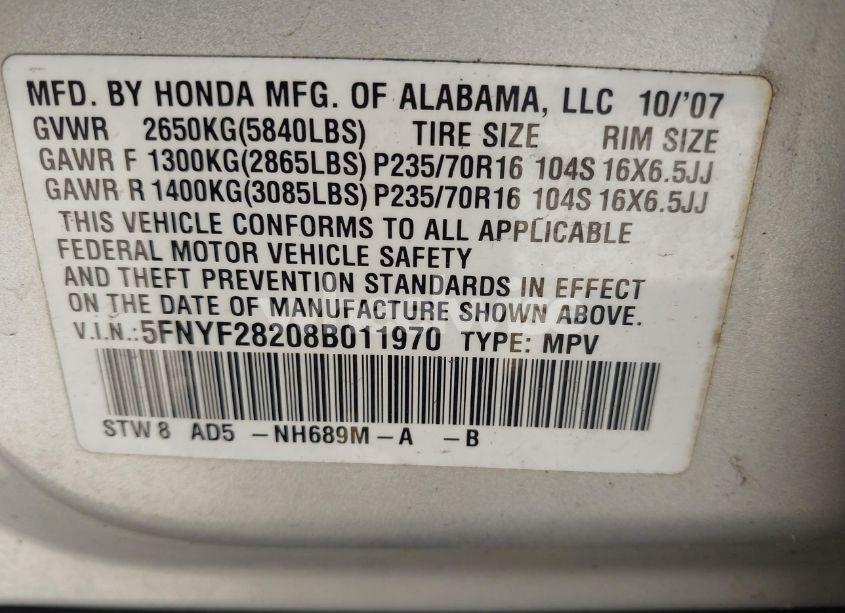 MFD. BY HONDA MFG. OF ALABAMA, LLC 10/'07
GVWR 2650KG(5840LBS) TIRE SIZE RIM SIZE
GAWR F 1300KG(2865LBS) P235/70R16 104S 16X6.5JJ
GAWR R 1400KG(3085LBS) P235/70R16 104S 16X6.5JJ
THIS VEHICLE CONFORMS TO ALL APPLICABLE
FEDERAL MOTOR VEHICLE SAFETY
AND THEFT PREVENTION STANDARDS IN EFFECT
ON THE DATE OF MANUFACTURE SHOWN ABOVE.
V.I.N.:5FNYF28208B011970 TYPE: MPV
STW 8 AD5 -NH689M-A -B